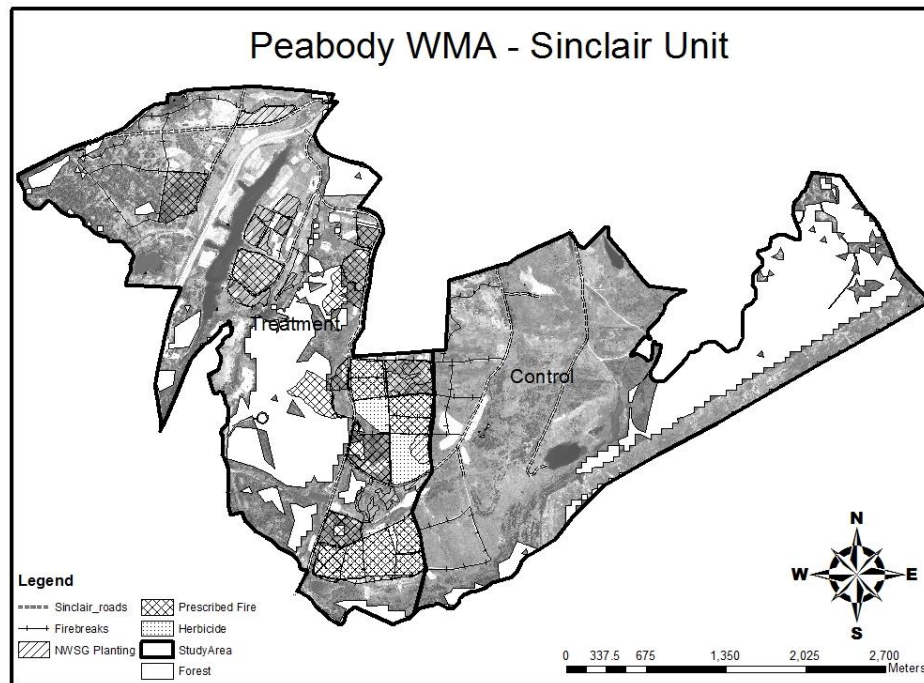 Peabody WMA - Sinclair Unit
Treatment
Control
N
W E
S
Legend
Sinclair_roads
Firebreaks
NWSG Planting
Prescribed Fire
Herbicide
StudyArea
Forest
0 337.5 675 1,350 2,025 2,700
Meters